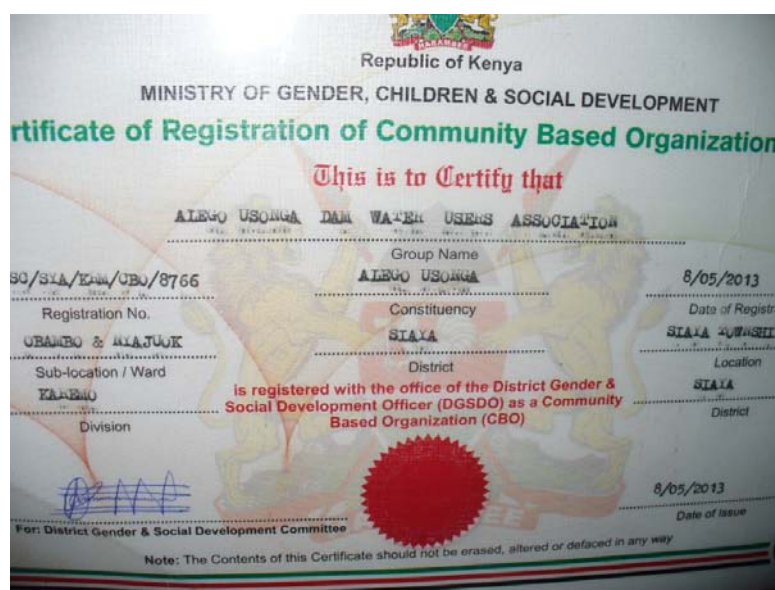 HARAMBEE
Republic of Kenya
MINISTRY OF GENDER, CHILDREN & SOCIAL DEVELOPMENT
rtificate of Registration of Community Based Organization
This is to Certify that
ALEGO USONGA DAM WATER USERS ASSOCIATION
Group Name
/SYA/KRM/CBO/8766 ALEGO USONGA 8/05/2013
Registration No. Constituency Date of Registr
OBAMBO & NYAJUOK SIAYA SIAYA TOWNSHI
Sub-location / Ward District Location
KAREMO SIAYA
Division District
is registered with the office of the District Gender &
Social Development Officer (DGSDO) as a Community
Based Organization (CBO)
8/05/2013
For: District Gender & Social Development Committee Date of Issue
Note: The Contents of this Certificate should not be erased, altered or defaced in any way